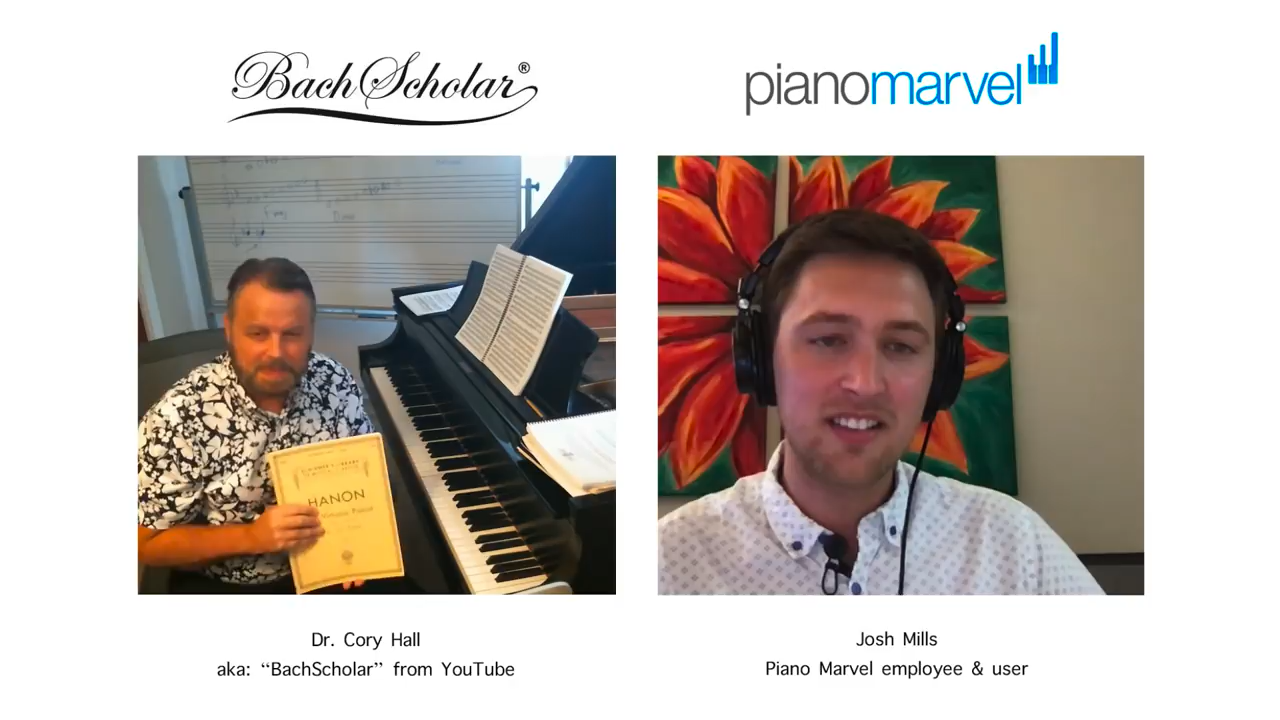 BachScholar®
pianomarvel
HANON
Dr. Cory Hall
aka: “BachScholar” from YouTube
Josh Mills
Piano Marvel employee & user